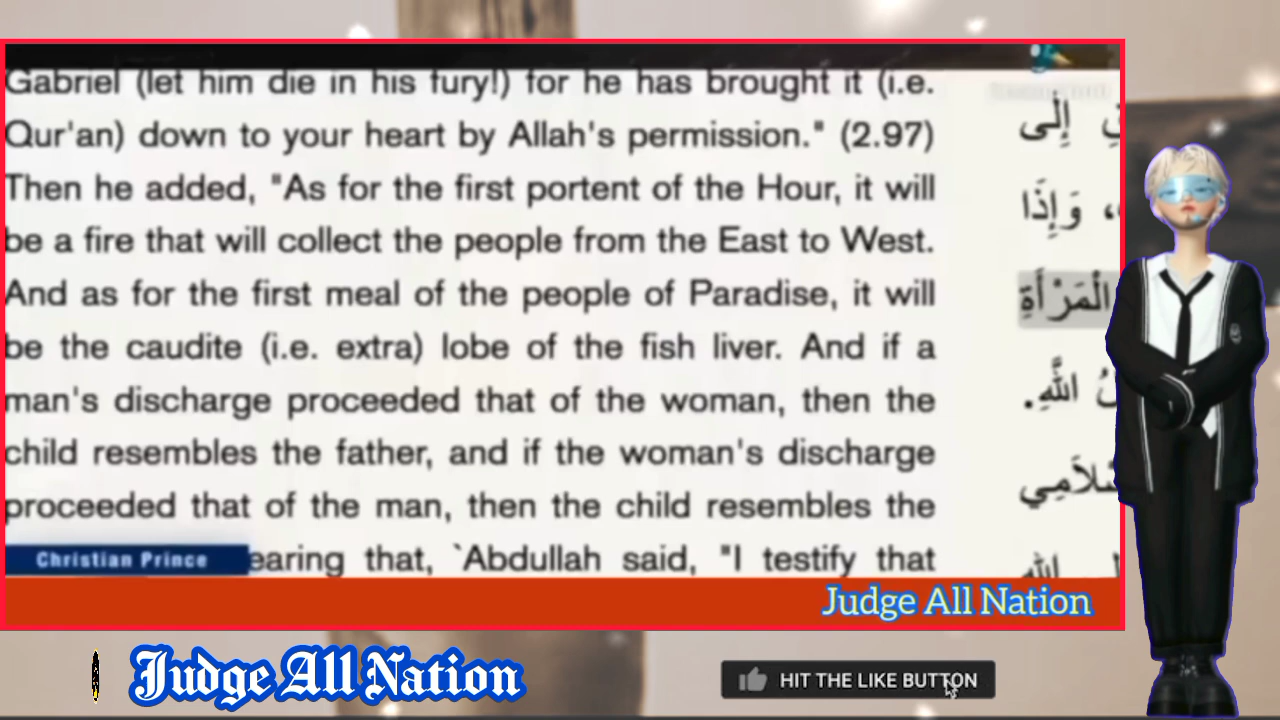 Gabriel (let him die in his fury!) for he has brought it (i.e.
Qur'an) down to your heart by Allah's permission." (2.97)
Then he added, "As for the first portent of the Hour, it will
be a fire that will collect the people from the East to West.
And as for the first meal of the people of Paradise, it will
be the caudite (i.e. extra) lobe of the fish liver. And if a
man's discharge proceeded that of the woman, then the
child resembles the father, and if the woman's discharge
proceeded that of the man, then the child resembles the
earing that, `Abdullah said, "I testify that
إِلَى
، وَإِذَا
الْمَرْأَةِ
اللَّهِ.
Christian Prince
Judge All Nation
Judge All Nation
HIT THE LIKE BUTTON